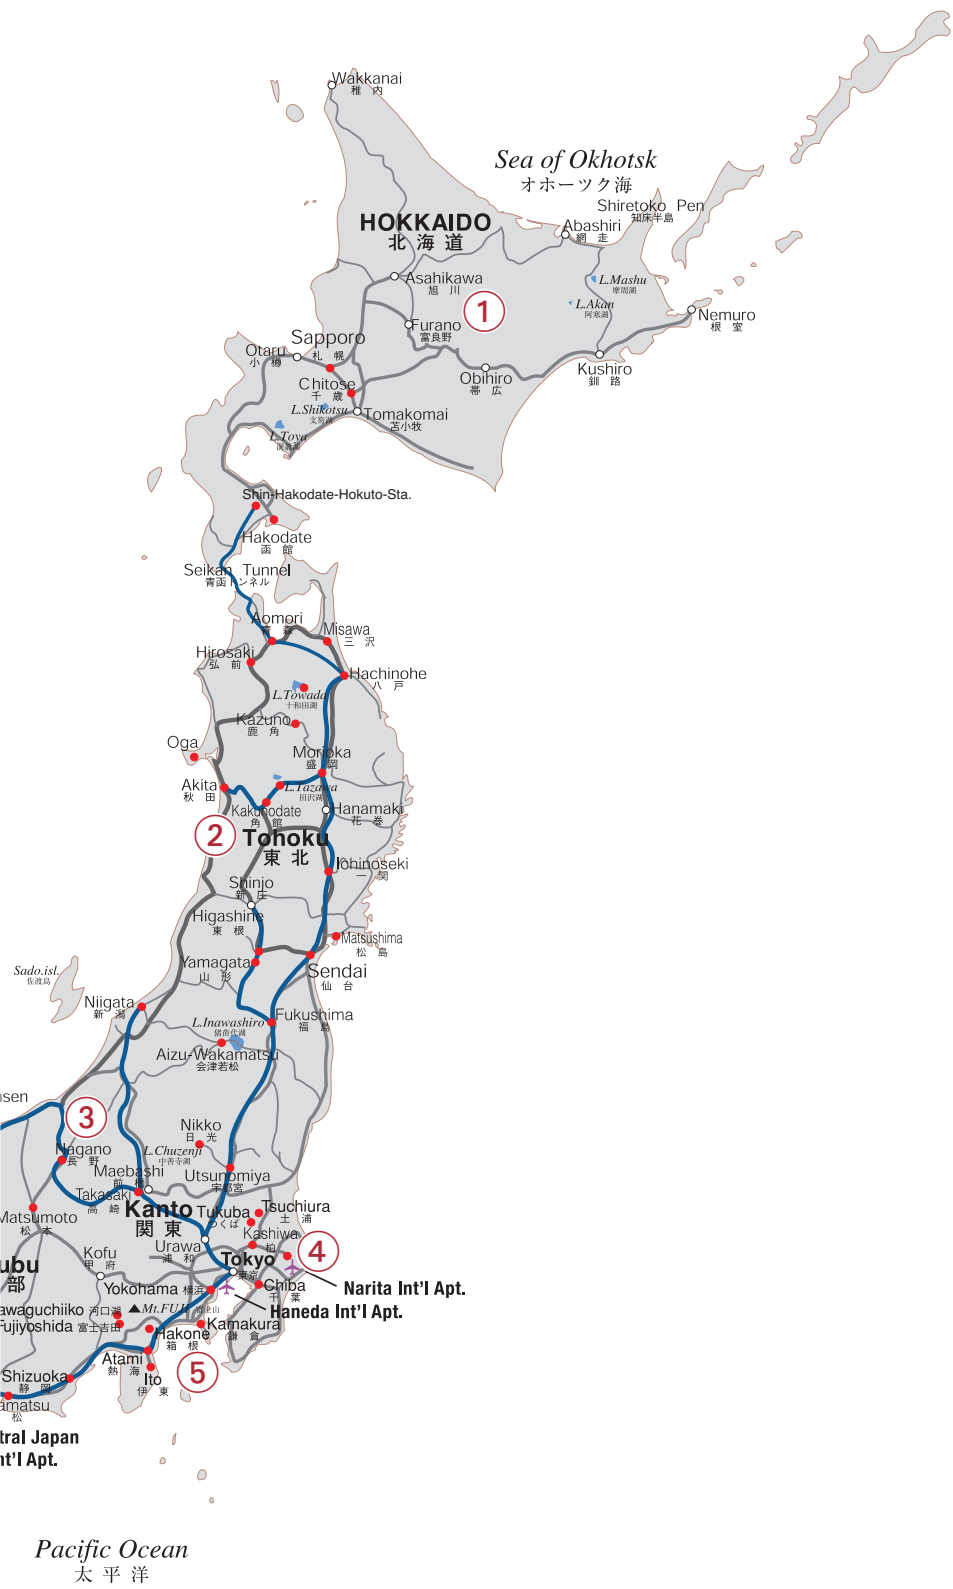 Wakkanai
稚内
Sea of Okhotsk
オホーツク海
Shiretoko Pen
知床半島
HOKKAIDO
北海道
Abashiri
網走
Asahikawa
旭川
L.Mashu
摩周湖
L.Akan
阿寒湖
1
Nemuro
根室
Furano
富良野
Sapporo
札幌
Otaru
小樽
Kushiro
釧路
Obihiro
帯広
Chitose
千歳
L.Shikotsu
支笏湖
Tomakomai
苫小牧
L.Toya
洞爺湖
Shin-Hakodate-Hokuto-Sta.
Hakodate
函館
Seikan Tunnel
青函トンネル
Aomori
青森
Misawa
三沢
Hirosaki
弘前
Hachinohe
八戸
L.Towada
十和田湖
Kazuno
鹿角
Oga
Morioka
盛岡
Akita
秋田
L.Tazawa
田沢湖
Kakunodate
角館
Hanamaki
花巻
2
Tohoku
東北
Ichinoseki
一関
Shinjo
新庄
Higashine
東根
Matsushima
松島
Yamagata
山形
Sendai
仙台
Sado.isl.
佐渡島
Niigata
新潟
L.Inawashiro
猪苗代湖
Fukushima
福島
Aizu-Wakamatsu
会津若松
nsen
3
Nikko
日光
Nagano
長野
L.Chuzenji
中善寺湖
Maebashi
前橋
Utsunomiya
宇都宮
Takasaki
高崎
Kanto
関東
Tukuba
つくば
Tsuchiura
土浦
Matsumoto
松本
Kashiwa
柏
Urawa
浦和
4
Kofu
甲府
ubu
部
Tokyo
東京
Yokohama 横浜
Chiba
千葉
Narita Int'l Apt.
Haneda Int'l Apt.
awaguchiiko 河口湖
Mt.FUJI 富士山
Fujiyoshida 富士吉田
Kamakura
鎌倉
Hakone
箱根
Atami
熱海
5
Shizuoka
静岡
Ito
伊東
amatsu
松
tral Japan
nt'l Apt.
Pacific Ocean
太平洋